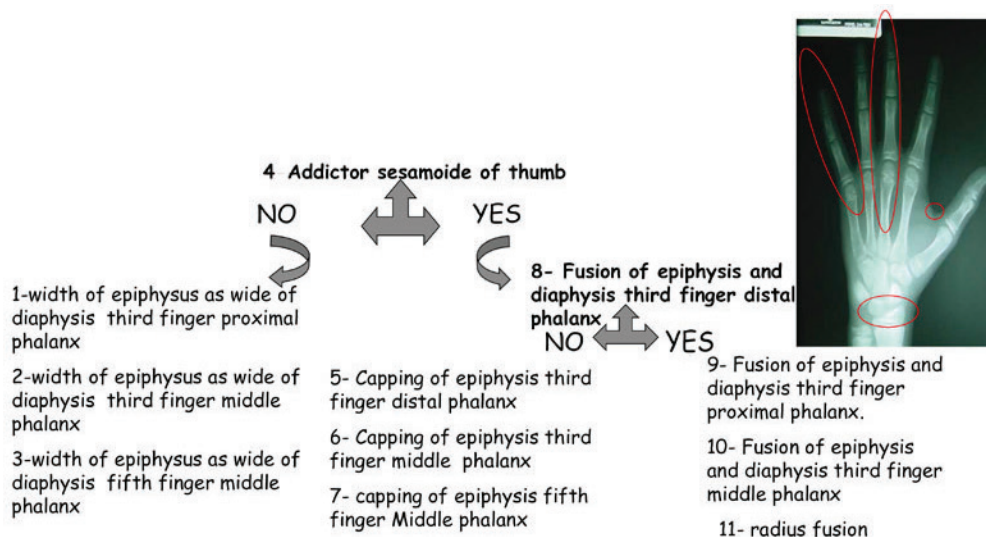 4 Addictor sesamoide of thumb
NO
YES
1-width of epiphysus as wide of
diaphysis third finger proximal
phalanx
2-width of epiphysus as wide of
diaphysis third finger middle
phalanx
3-width of epiphysus as wide of
diaphysis fifth finger middle
phalanx
8- Fusion of epiphysis and
diaphysis third finger distal
phalanx
NO
YES
5- Capping of epiphysis third
finger distal phalanx
6- Capping of epiphysis third
finger middle phalanx
7- capping of epiphysis fifth
finger Middle phalanx
9- Fusion of epiphysis and
diaphysis third finger
proximal phalanx.
10- Fusion of epiphysis
and diaphysis third finger
middle phalanx
11- radius fusion